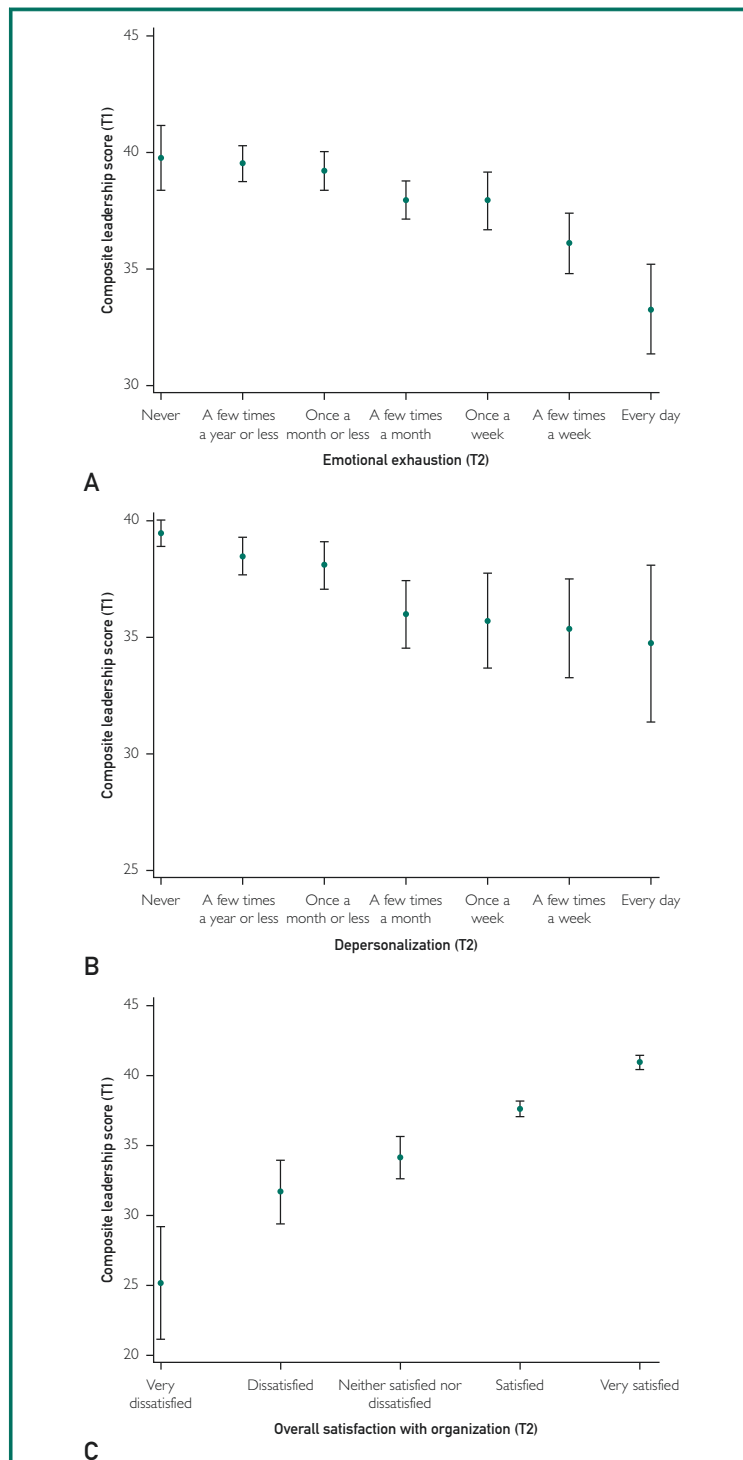 45
40
35
30
Composite leadership score (T1)
Never
A few times
a year or less
Once a
month or less
A few times
a month
Once a
week
A few times
a week
Every day
Emotional exhaustion (T2)
A
40
35
30
25
Composite leadership score (T1)
Never
A few times
a year or less
Once a
month or less
A few times
a month
Once a
week
A few times
a week
Every day
Depersonalization (T2)
B
45
40
35
30
25
20
Composite leadership score (T1)
Very
dissatisfied
Dissatisfied
Neither satisfied nor
dissatisfied
Satisfied
Very satisfied
Overall satisfaction with organization (T2)
C